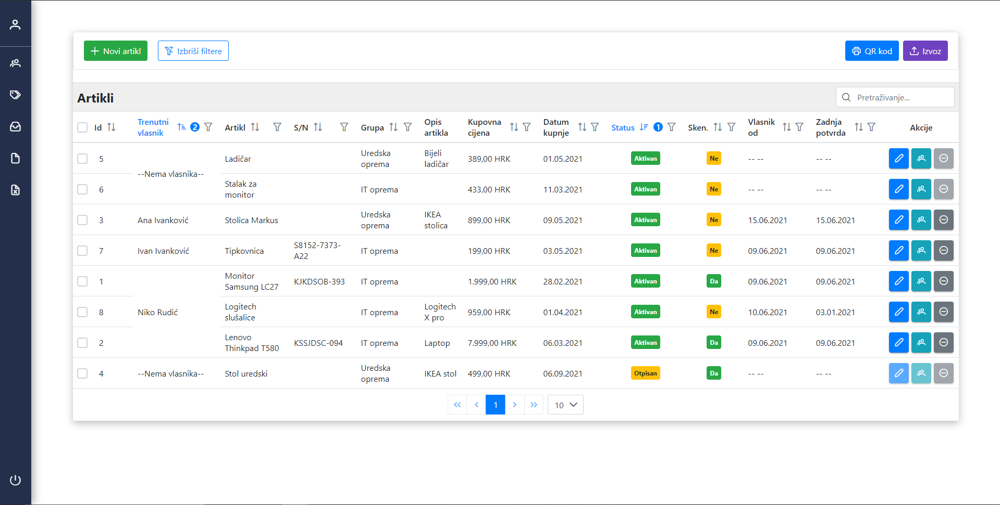 Novi artikl
Izbriši filtere
QR kod
Izvoz
Artikli
Pretraživanje...
Id
Trenutni
vlasnik
2
Artikl
S/N
Grupa
Opis
artikla
Kupovna
cijena
Datum
kupnje
Status
1
Sken.
Vlasnik
od
Zadnja
potvrda
Akcije
5
--Nema vlasnika--
Ladičar
Uredska
oprema
Bijeli
ladičar
389,00 HRK
01.05.2021
Aktivan
Ne
-- --
-- --
6
Stalak za
monitor
IT oprema
433,00 HRK
11.03.2021
Aktivan
Ne
-- --
-- --
3
Ana Ivanković
Stolica Markus
Uredska
oprema
IKEA
stolica
899,00 HRK
09.05.2021
Aktivan
Ne
15.06.2021
15.06.2021
7
Ivan Ivanković
Tipkovnica
S8152-7373-
A22
IT oprema
199,00 HRK
03.05.2021
Aktivan
Ne
09.06.2021
09.06.2021
1
Monitor
Samsung LC27
KJKDSOB-393
IT oprema
1.999,00 HRK
28.02.2021
Aktivan
Da
09.06.2021
09.06.2021
8
Niko Rudić
Logitech
slušalice
IT oprema
Logitech
X pro
959,00 HRK
01.04.2021
Aktivan
Ne
10.06.2021
03.01.2021
2
Lenovo
Thinkpad T580
KSSJDSC-094
IT oprema
Laptop
7.999,00 HRK
06.03.2021
Aktivan
Da
09.06.2021
09.06.2021
4
--Nema vlasnika--
Stol uredski
Uredska
oprema
IKEA stol
499,00 HRK
06.09.2021
Otpisan
Da
-- --
-- --
1
10